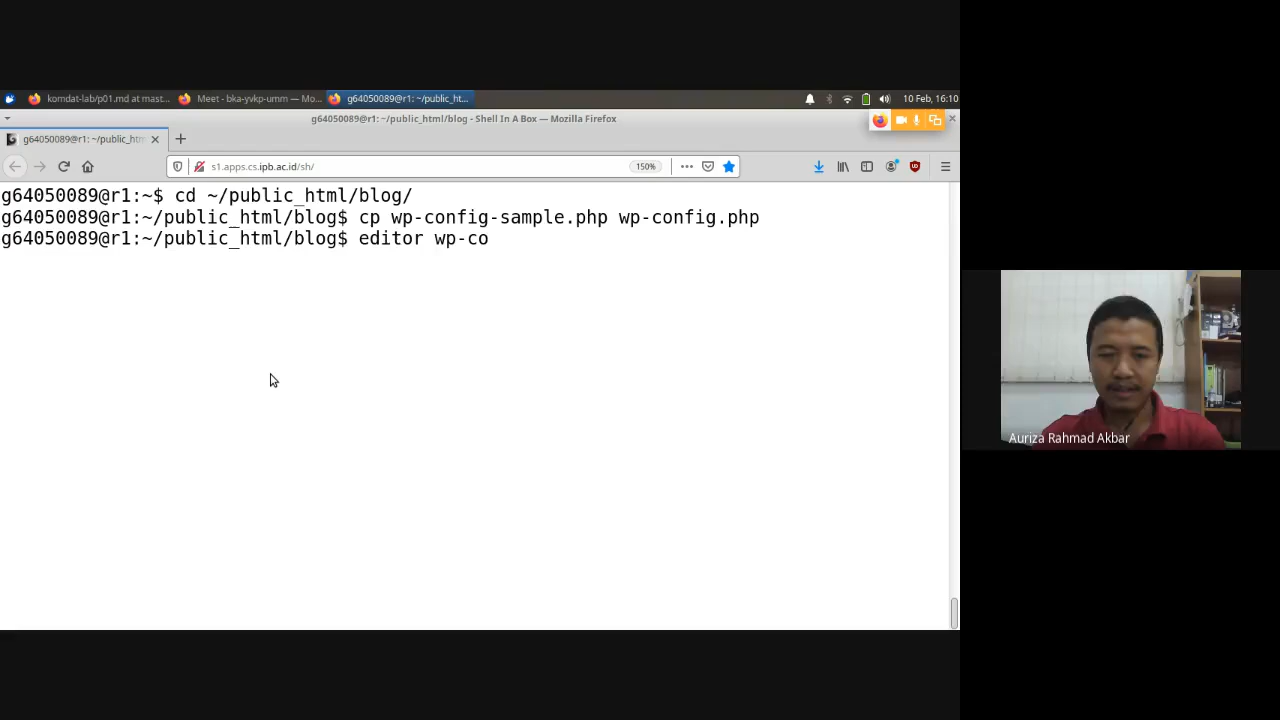 komdat-lab/p01.md at mast...
Meet - bka-yvkp-umm — Mo...
g64050089@r1: ~/public_ht...
10 Feb, 16:10
g64050089@r1: ~/public_html/blog - Shell In A Box — Mozilla Firefox
g64050089@r1: ~/public_htm
s1.apps.cs.ipb.ac.id/sh/
150%
g64050089@r1:~$ cd ~/public_html/blog/
g64050089@r1:~/public_html/blog$ cp wp-config-sample.php wp-config.php
g64050089@r1:~/public_html/blog$ editor wp-co
Auriza Rahmad Akbar